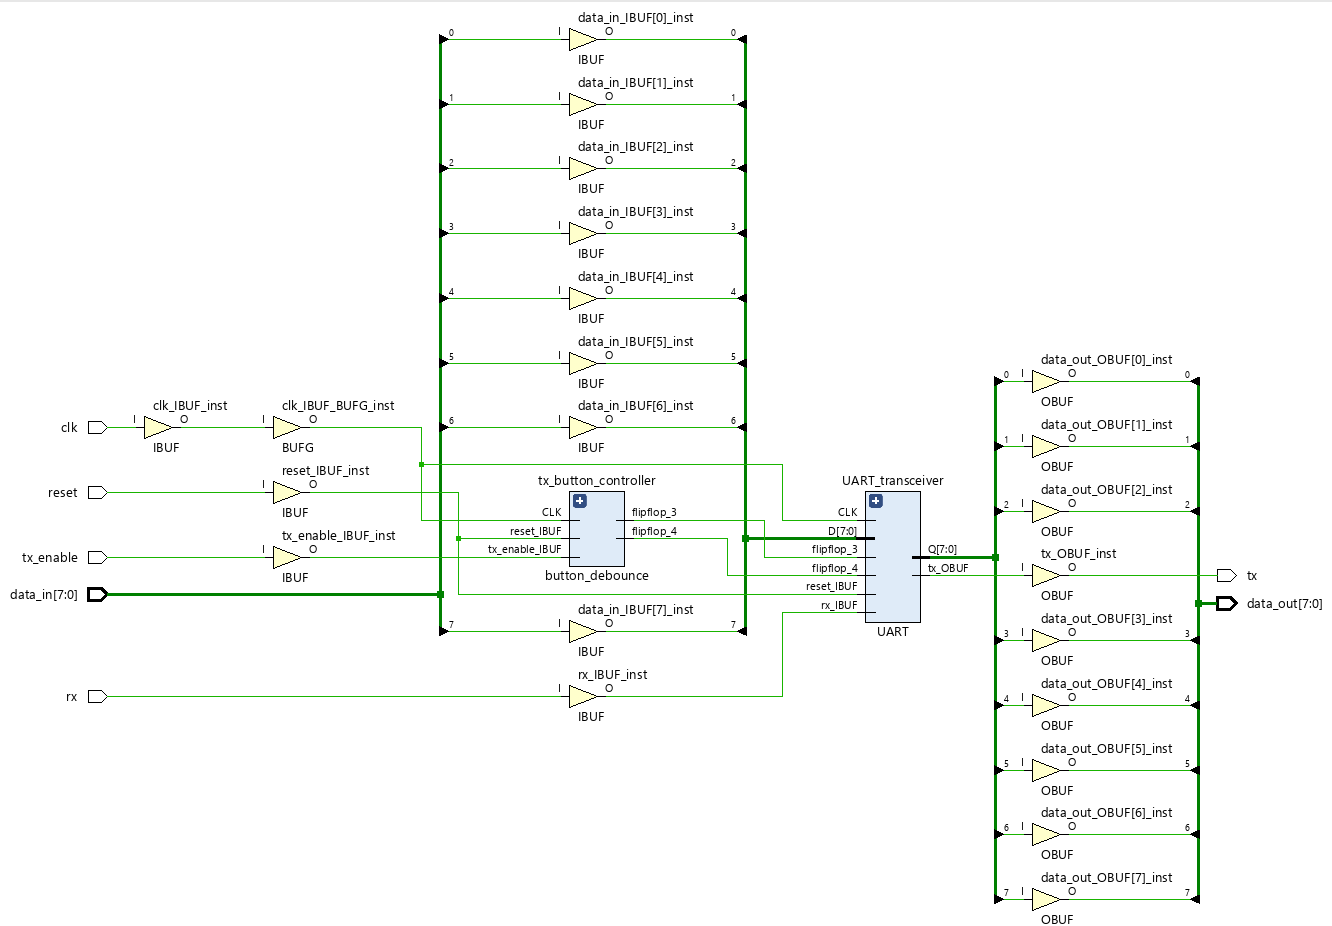 data_in_IBUF[0]_inst
0 I O 0
IBUF
data_in_IBUF[1]_inst
1 I O 1
IBUF
data_in_IBUF[2]_inst
2 I O 2
IBUF
data_in_IBUF[3]_inst
3 I O 3
IBUF
data_in_IBUF[4]_inst
4 I O 4
IBUF
data_in_IBUF[5]_inst
5 I O 5
IBUF
data_in_IBUF[6]_inst
6 I O 6
IBUF
clk_IBUF_inst
clk I O
IBUF
clk_IBUF_BUFG_inst
I O
BUFG
reset_IBUF_inst
reset I O
IBUF
tx_enable_IBUF_inst
tx_enable I O
IBUF
data_in[7:0]
tx_button_controller
CLK flipflop_3
reset_IBUF flipflop_4
tx_enable_IBUF
button_debounce
data_in_IBUF[7]_inst
7 I O 7
IBUF
rx_IBUF_inst
rx I O
IBUF
UART_transceiver
CLK
D[7:0]
flipflop_3 Q[7:0]
flipflop_4 tx_OBUF
reset_IBUF
rx_IBUF
UART
data_out_OBUF[0]_inst
0 I O 0
OBUF
data_out_OBUF[1]_inst
1 I O 1
OBUF
data_out_OBUF[2]_inst
2 I O 2
OBUF
tx_OBUF_inst
I O tx
OBUF
data_out[7:0]
data_out_OBUF[3]_inst
3 I O 3
OBUF
data_out_OBUF[4]_inst
4 I O 4
OBUF
data_out_OBUF[5]_inst
5 I O 5
OBUF
data_out_OBUF[6]_inst
6 I O 6
OBUF
data_out_OBUF[7]_inst
7 I O 7
OBUF